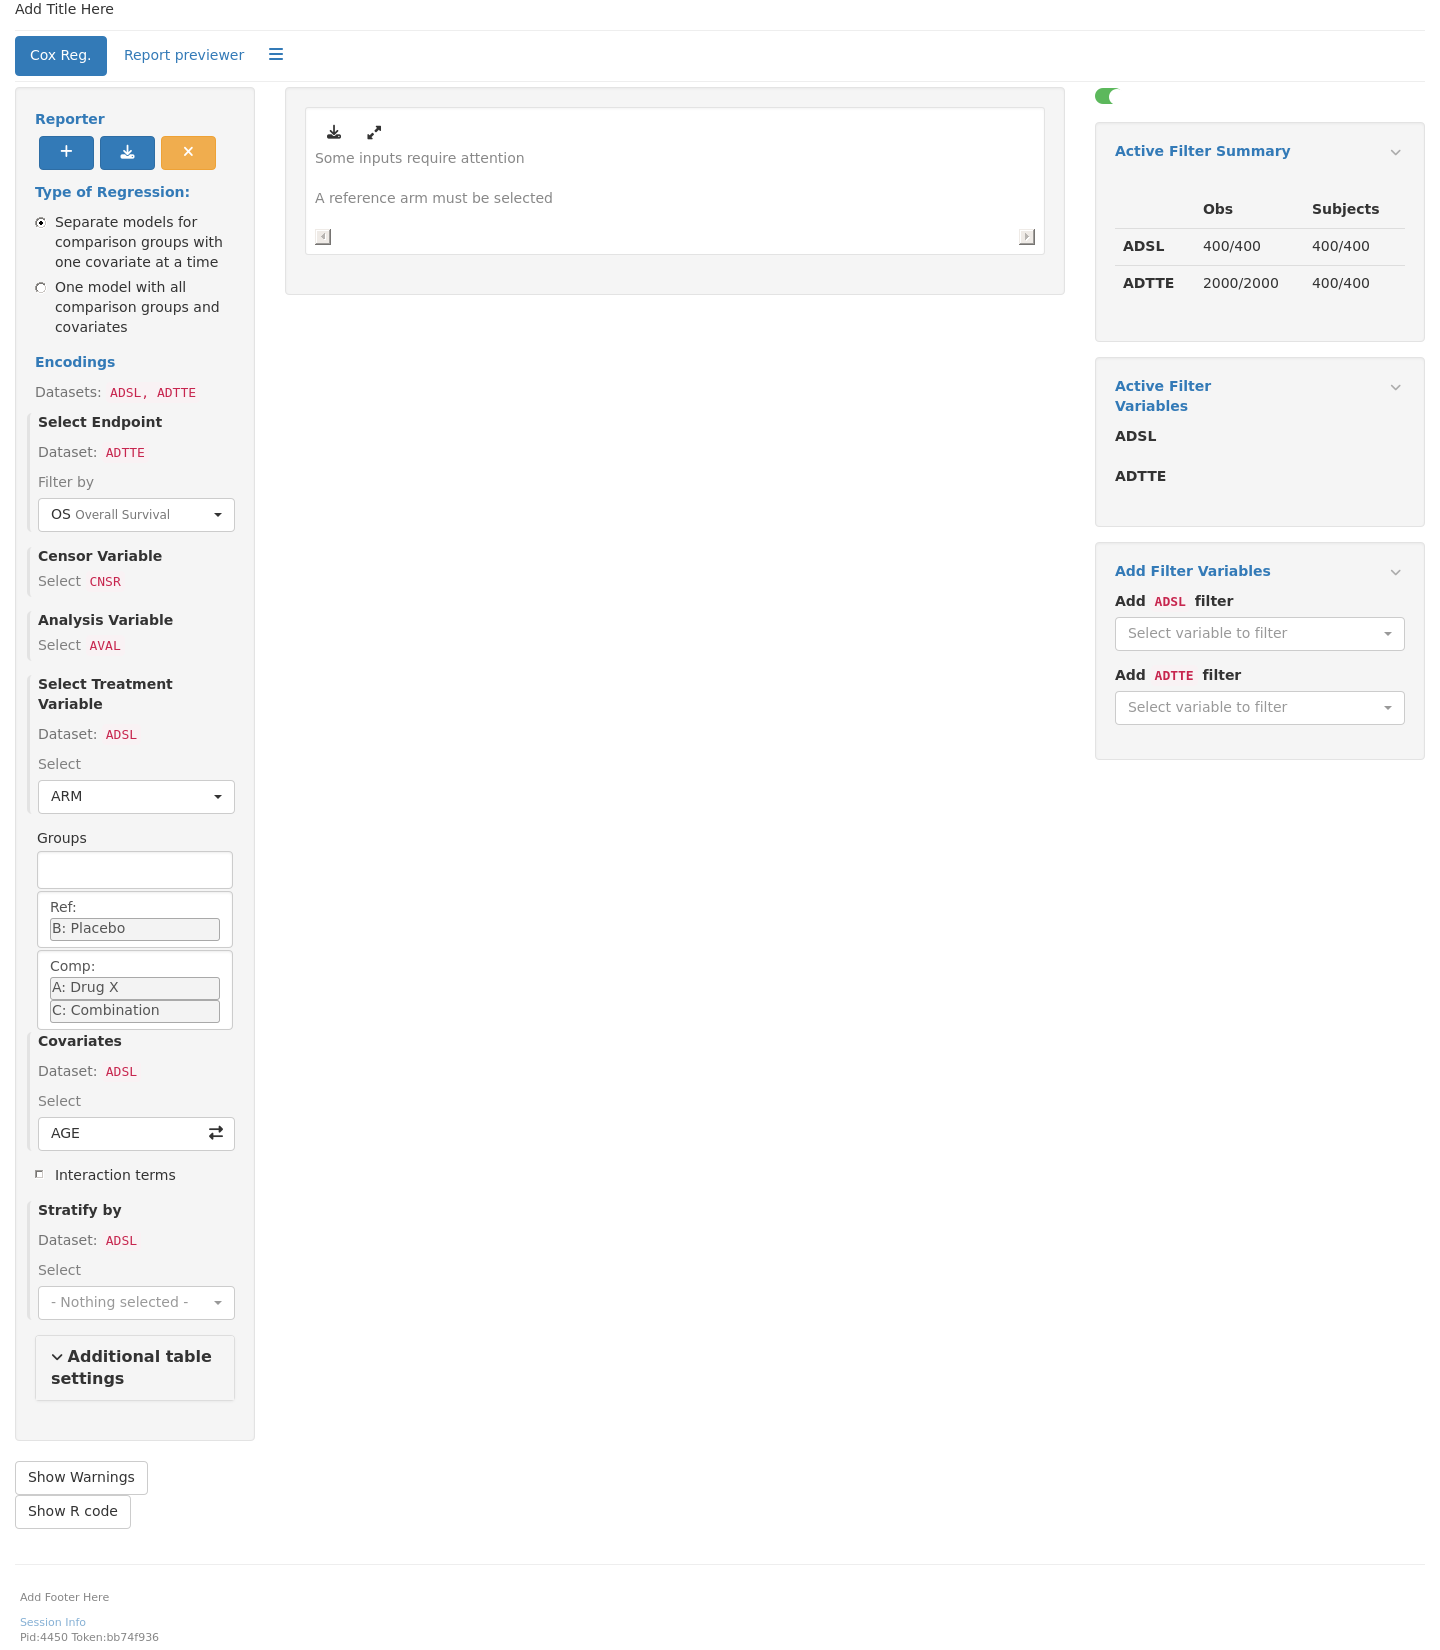 Add Title Here
Cox Reg.
Report previewer
Reporter
Type of Regression:
Separate models for
comparison groups with
one covariate at a time
One model with all
comparison groups and
covariates
Encodings
Datasets: ADSL, ADTTE
Select Endpoint
Dataset: ADTTE
Filter by
OS Overall Survival
Censor Variable
Select CNSR
Analysis Variable
Select AVAL
Select Treatment
Variable
Dataset: ADSL
Select
ARM
Groups
Ref:
B: Placebo
Comp:
A: Drug X
C: Combination
Covariates
Dataset: ADSL
Select
AGE
Interaction terms
Stratify by
Dataset: ADSL
Select
- Nothing selected -
Additional table
settings
Show Warnings
Show R code
Some inputs require attention
A reference arm must be selected
Active Filter Summary
Obs Subjects
ADSL 400/400 400/400
ADTTE 2000/2000 400/400
Active Filter
Variables
ADSL
ADTTE
Add Filter Variables
Add ADSL filter
Select variable to filter
Add ADTTE filter
Select variable to filter
Add Footer Here
Session Info
Pid:4450 Token:bb74f936